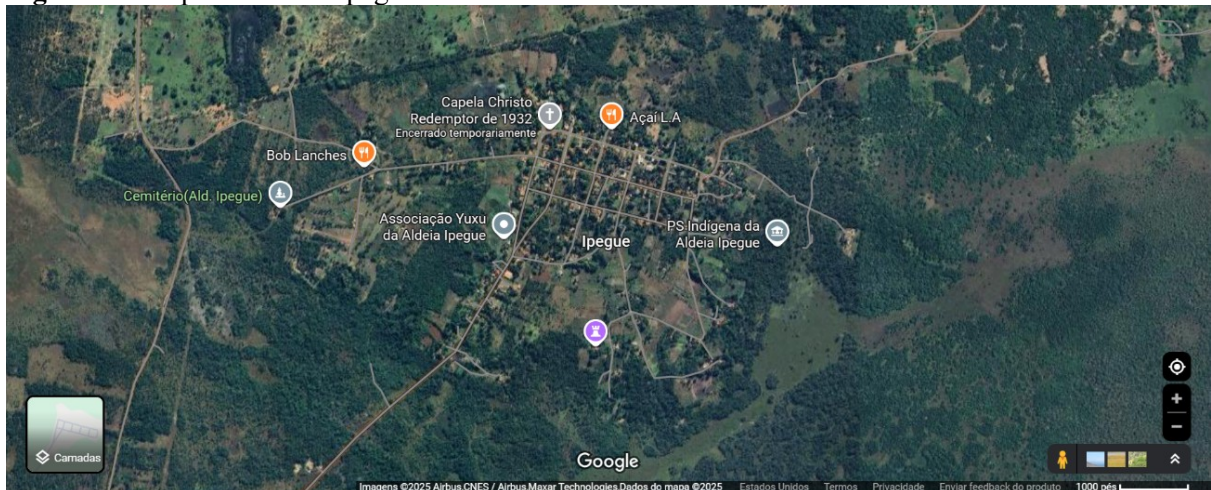 Capela Christo
Redemptor de 1932
Encerrado temporariamente
Açaí L.A
Bob Lanches
Cemitério(Ald. Ipegue)
Associação Yuxu
da Aldeia Ipegue
Ipegue
PS Indigena da
Aldeia Ipegue
Camadas
Google
Imagens ©2025 Airbus, CNES / Airbus, Maxar Technologies, Dados do mapa ©2025 Estados Unidos Termos Privacidade Enviar feedback do produto 1000 pés